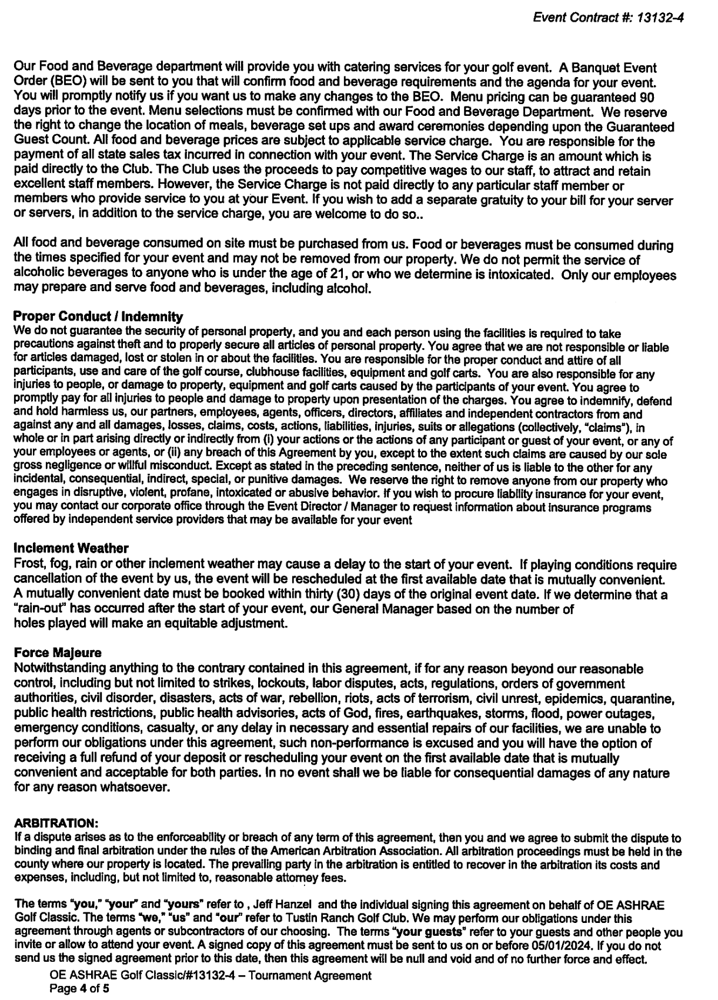 Event Contract #: 13132-4
Our Food and Beverage department will provide you with catering services for your golf event.  A Banquet Event
Order (BEO) will be sent to you that will confirm food and beverage requirements and the agenda for your event.
You will promptly notify us if you want us to make any changes to the BEO.  Menu pricing can be guaranteed 90
days prior to the event. Menu selections must be confirmed with our Food and Beverage Department.  We reserve
the right to change the location of meals, beverage set ups and award ceremonies depending upon the Guaranteed
Guest Count. All food and beverage prices are subject to applicable service charge.  You are responsible for the
payment of all state sales tax incurred in connection with your event. The Service Charge is an amount which is
paid directly to the Club. The Club uses the proceeds to pay competitive wages to our staff, to attract and retain
excellent staff members. However, the Service Charge is not paid directly to any particular staff member or
members who provide service to you at your Event. If you wish to add a separate gratuity to your bill for your server
or servers, in addition to the service charge, you are welcome to do so..
All food and beverage consumed on site must be purchased from us. Food or beverages must be consumed during
the times specified for your event and may not be removed from our property. We do not permit the service of
alcoholic beverages to anyone who is under the age of 21, or who we determine is intoxicated.  Only our employees
may prepare and serve food and beverages, including alcohol.
Proper Conduct / Indemnity
We do not guarantee the security of personal property, and you and each person using the facilities is required to take
precautions against theft and to properly secure all articles of personal property. You agree that we are not responsible or liable
for articles damaged, lost or stolen in or about the facilities. You are responsible for the proper conduct and attire of all
participants, use and care of the golf course, clubhouse facilities, equipment and golf carts.  You are also responsible for any
injuries to people, or damage to property, equipment and golf carts caused by the participants of your event. You agree to
promptly pay for all injuries to people and damage to property upon presentation of the charges. You agree to indemnify, defend
and hold harmless us, our partners, employees, agents, officers, directors, affiliates and independent contractors from and
against any and all damages, losses, claims, costs, actions, liabilities, injuries, suits or allegations (collectively, "claims"), in
whole or in part arising directly or indirectly from (i) your actions or the actions of any participant or guest of your event, or any of
your employees or agents, or (ii) any breach of this Agreement by you, except to the extent such claims are caused by our sole
gross negligence or willful misconduct. Except as stated in the preceding sentence, neither of us is liable to the other for any
incidental, consequential, indirect, special, or punitive damages.  We reserve the right to remove anyone from our property who
engages in disruptive, violent, profane, intoxicated or abusive behavior. If you wish to procure liability insurance for your event,
you may contact our corporate office through the Event Director / Manager to request information about insurance programs
offered by independent service providers that may be available for your event
Inclement Weather
Frost, fog, rain or other inclement weather may cause a delay to the start of your event.  If playing conditions require
cancellation of the event by us, the event will be rescheduled at the first available date that is mutually convenient.
A mutually convenient date must be booked within thirty (30) days of the original event date. If we determine that a
"rain-out" has occurred after the start of your event, our General Manager based on the number of
holes played will make an equitable adjustment.
Force Majeure
Notwithstanding anything to the contrary contained in this agreement, if for any reason beyond our reasonable
control, including but not limited to strikes, lockouts, labor disputes, acts, regulations, orders of government
authorities, civil disorder, disasters, acts of war, rebellion, riots, acts of terrorism, civil unrest, epidemics, quarantine,
public health restrictions, public health advisories, acts of God, fires, earthquakes, storms, flood, power outages,
emergency conditions, casualty, or any delay in necessary and essential repairs of our facilities, we are unable to
perform our obligations under this agreement, such non-performance is excused and you will have the option of
receiving a full refund of your deposit or rescheduling your event on the first available date that is mutually
convenient and acceptable for both parties. In no event shall we be liable for consequential damages of any nature
for any reason whatsoever.
ARBITRATION:
If a dispute arises as to the enforceability or breach of any term of this agreement, then you and we agree to submit the dispute to
binding and final arbitration under the rules of the American Arbitration Association. All arbitration proceedings must be held in the
county where our property is located. The prevailing party in the arbitration is entitled to recover in the arbitration its costs and
expenses, including, but not limited to, reasonable attorney fees.
The terms "you," "your" and "yours" refer to , Jeff Hanzel  and the individual signing this agreement on behalf of OE ASHRAE
Golf Classic. The terms "we," "us" and "our" refer to Tustin Ranch Golf Club. We may perform our obligations under this
agreement through agents or subcontractors of our choosing.  The terms "your guests" refer to your guests and other people you
invite or allow to attend your event. A signed copy of this agreement must be sent to us on or before 05/01/2024. If you do not
send us the signed agreement prior to this date, then this agreement will be null and void and of no further force and effect.
OE ASHRAE Golf Classic/#13132-4 – Tournament Agreement
Page 4 of 5